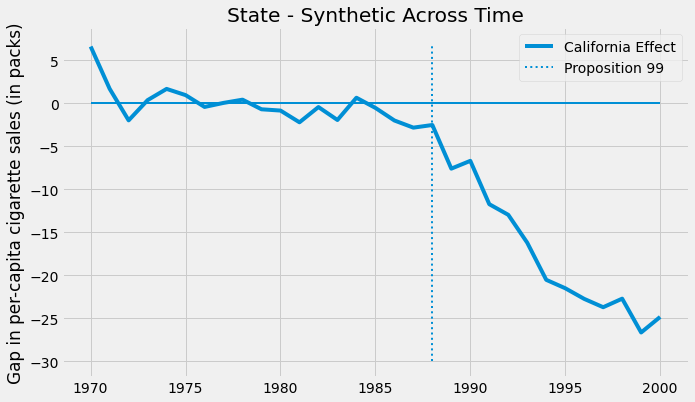 State - Synthetic Across Time
Gap in per-capita cigarette sales (in packs)
California Effect
Proposition 99
5
0
−5
−10
−15
−20
−25
−30
1970 1975 1980 1985 1990 1995 2000